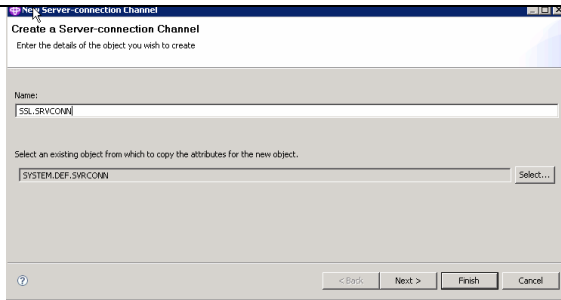 New Server-connection Channel
Create a Server-connection Channel
Enter the details of the object you wish to create
Name:
SSL.SRVCONN
Select an existing object from which to copy the attributes for the new object.
SYSTEM.DEF.SVRCONN
Select...
< Back
Next >
Finish
Cancel